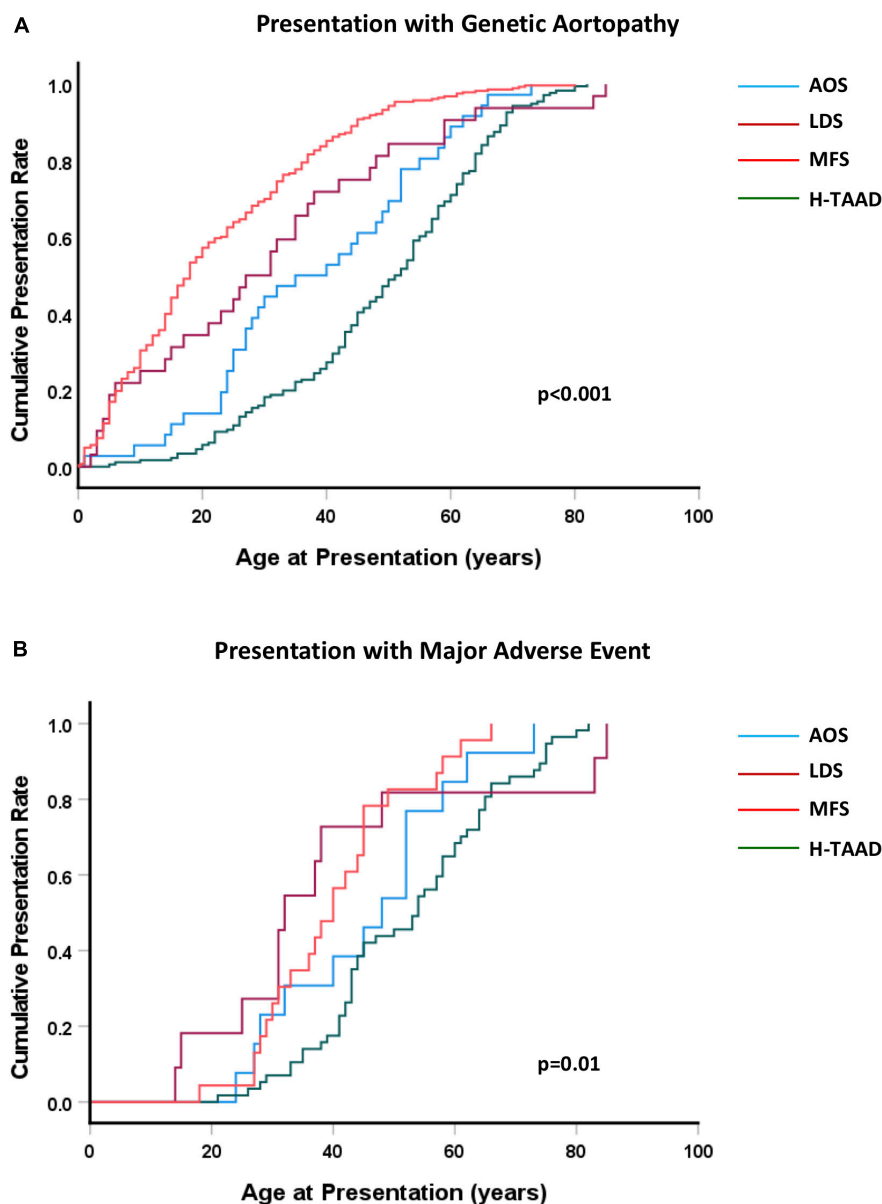 A
Presentation with Genetic Aortopathy
Cumulative Presentation Rate
1.0
0.8
0.6
0.4
0.2
0.0
0 20 40 60 80 100
Age at Presentation (years)
p<0.001
AOS
LDS
MFS
H-TAAD
B
Presentation with Major Adverse Event
Cumulative Presentation Rate
1.0
0.8
0.6
0.4
0.2
0.0
0 20 40 60 80 100
Age at Presentation (years)
p=0.01
AOS
LDS
MFS
H-TAAD